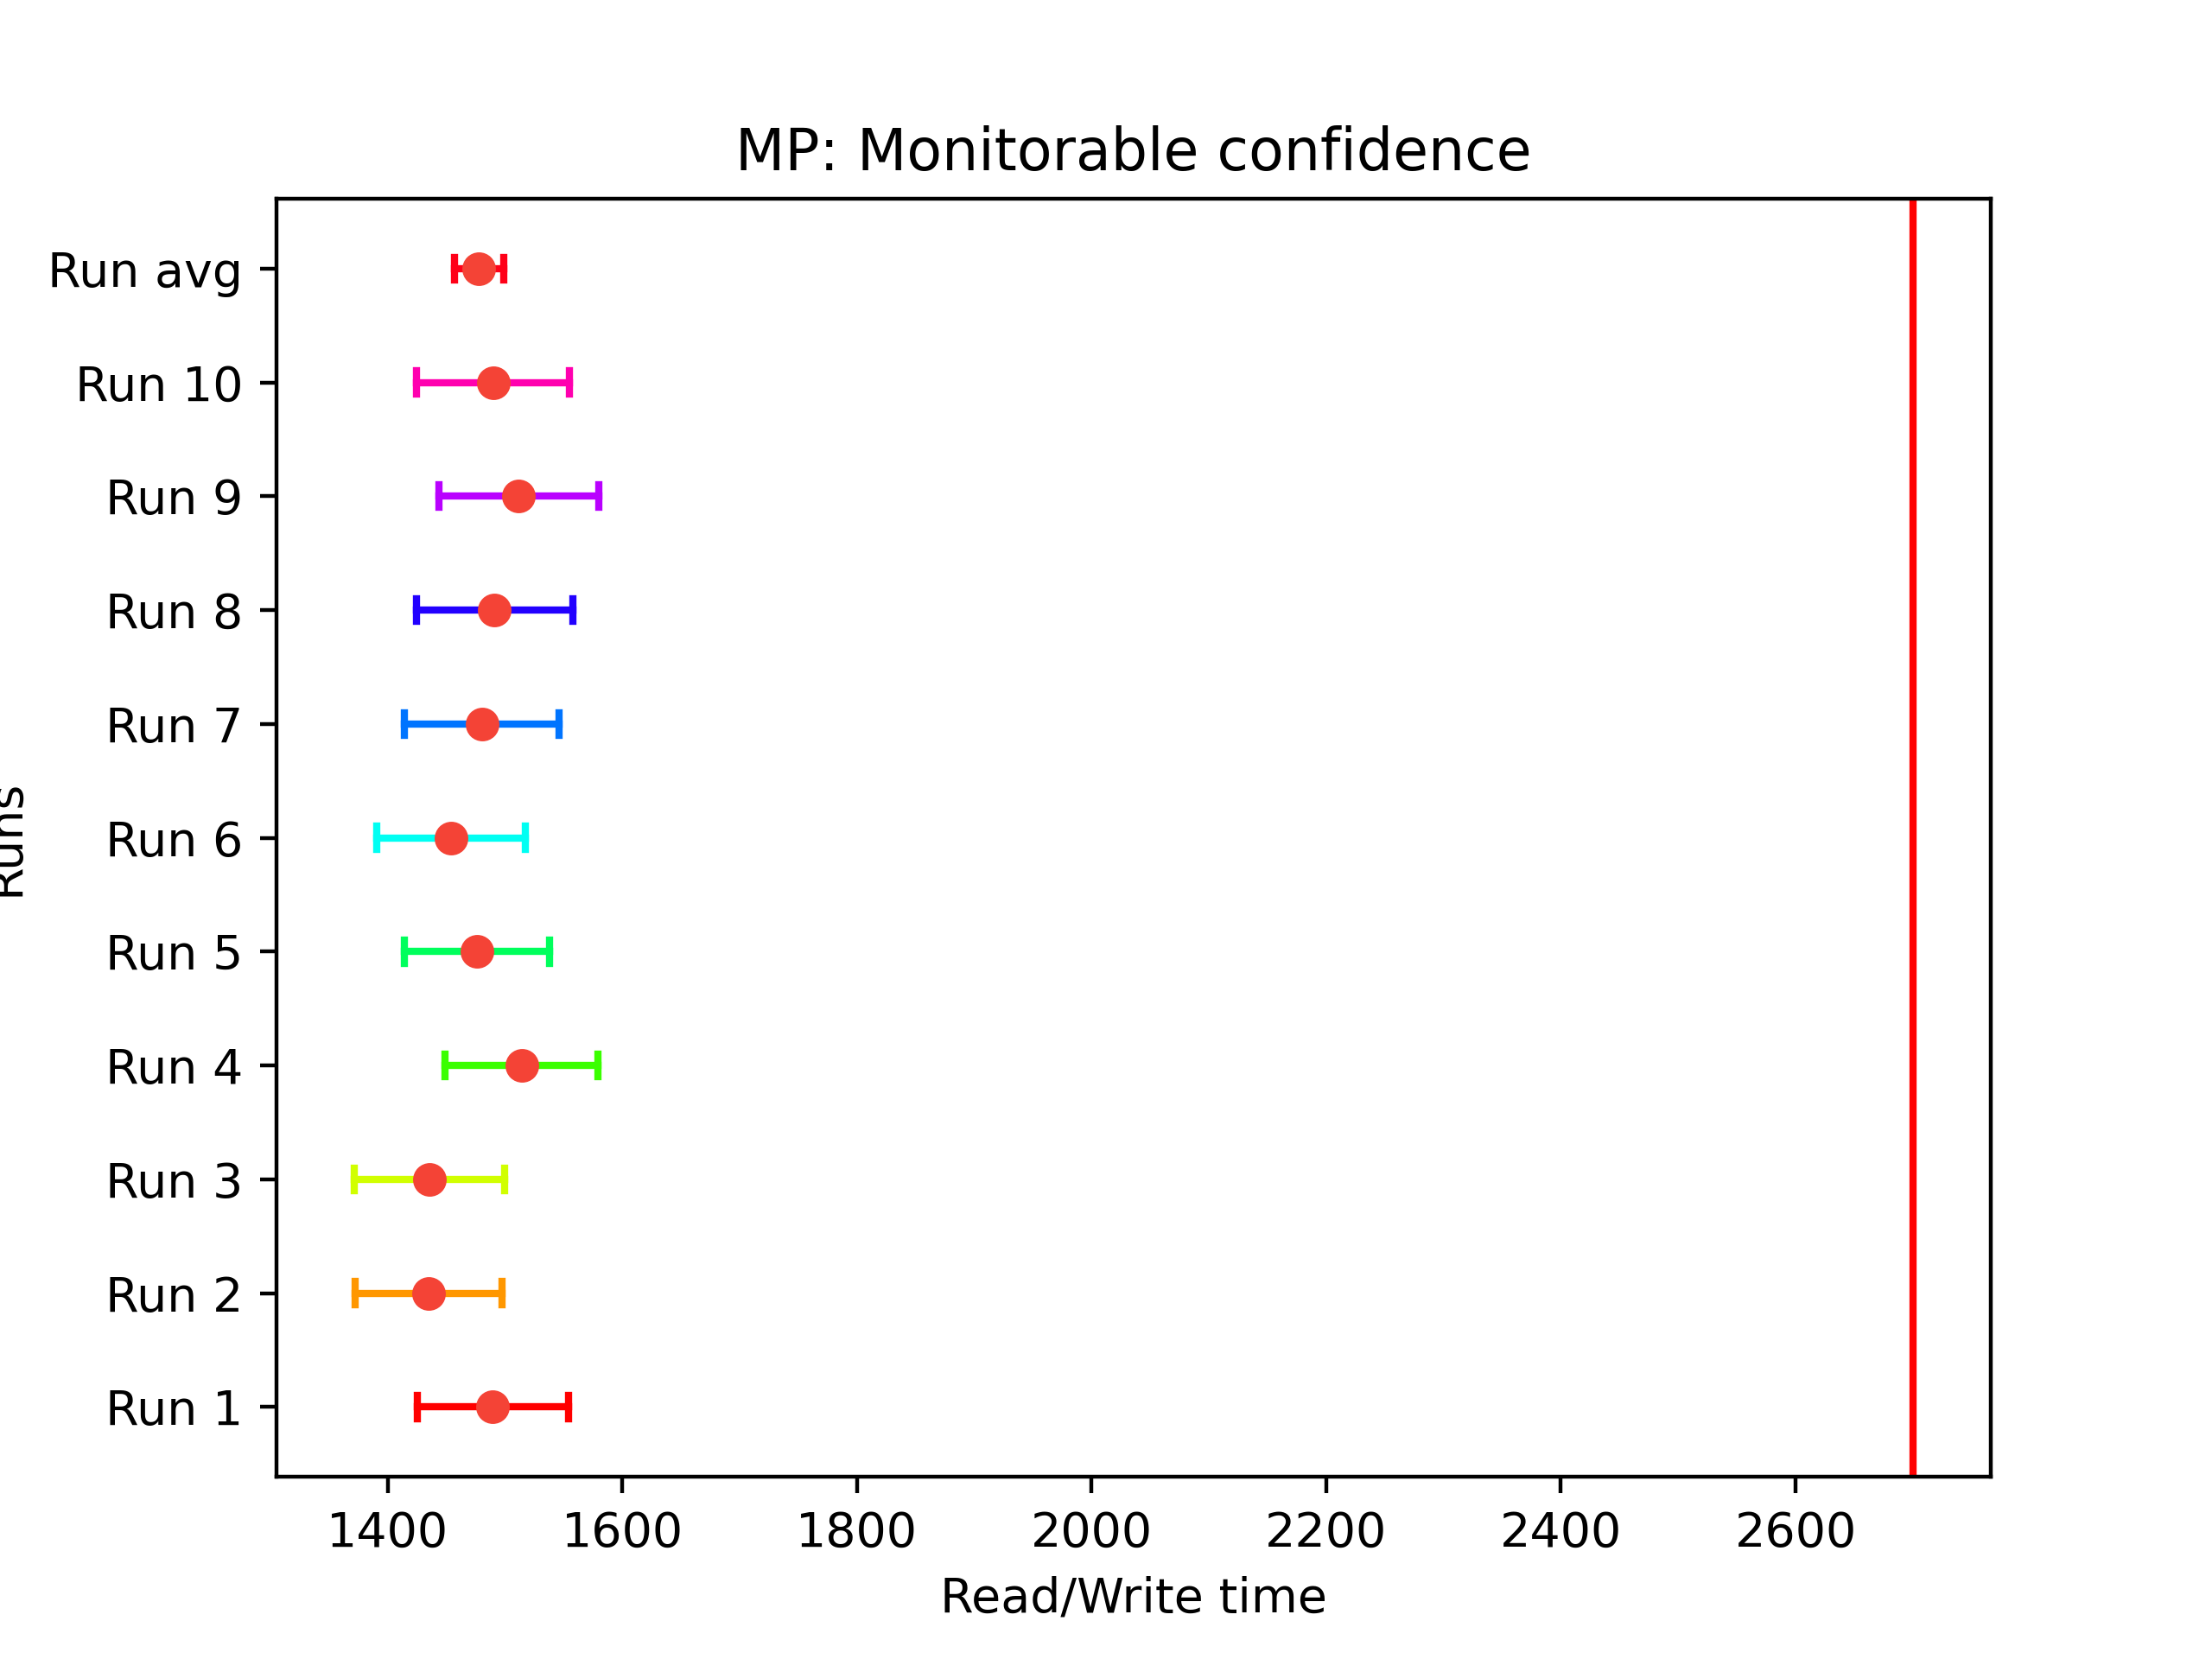 MP: Monitorable confidence
Run avg
Run 10
Run 9
Run 8
Run 7
Run 6
Run 5
Run 4
Run 3
Run 2
Run 1
Runs
1400 1600 1800 2000 2200 2400 2600
Read/Write time